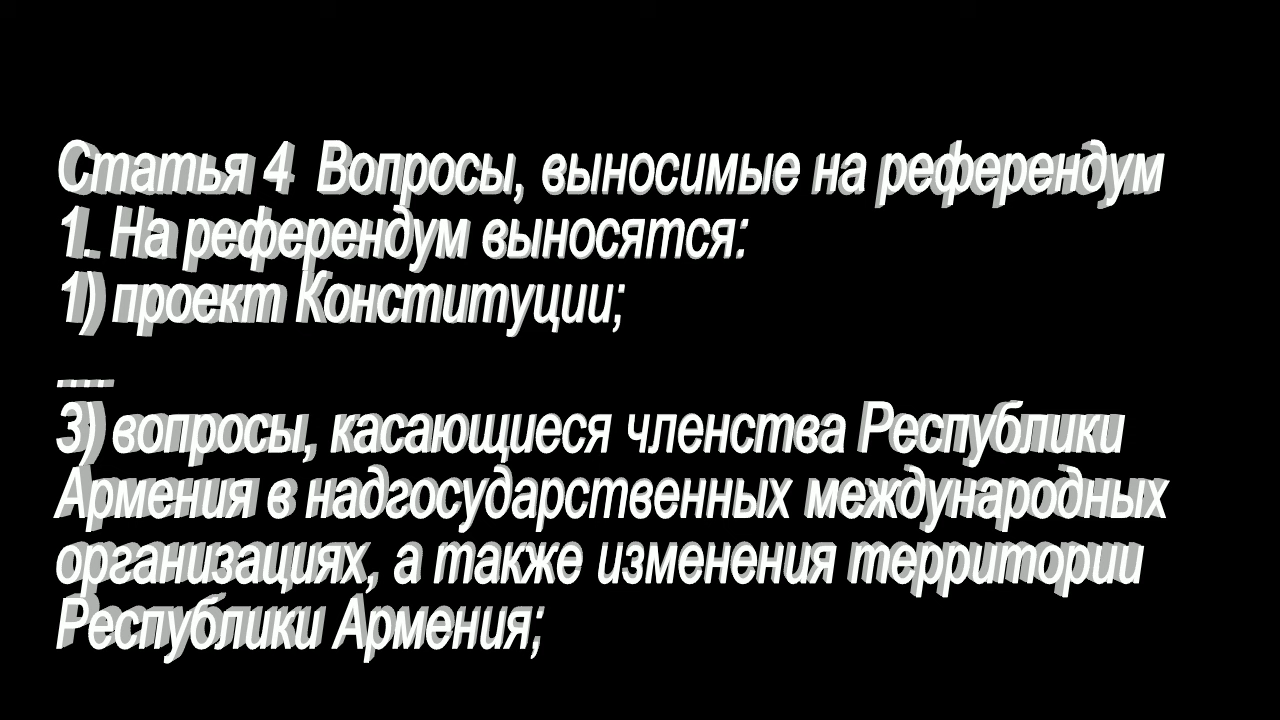 Статья 4 Вопросы, выносимые на референдум
1. На референдум выносятся:
1) проект Конституции;
.....
3) вопросы, касающиеся членства Республики
Армения в надгосударственных международных
организациях, а также изменения территории
Республики Армения;